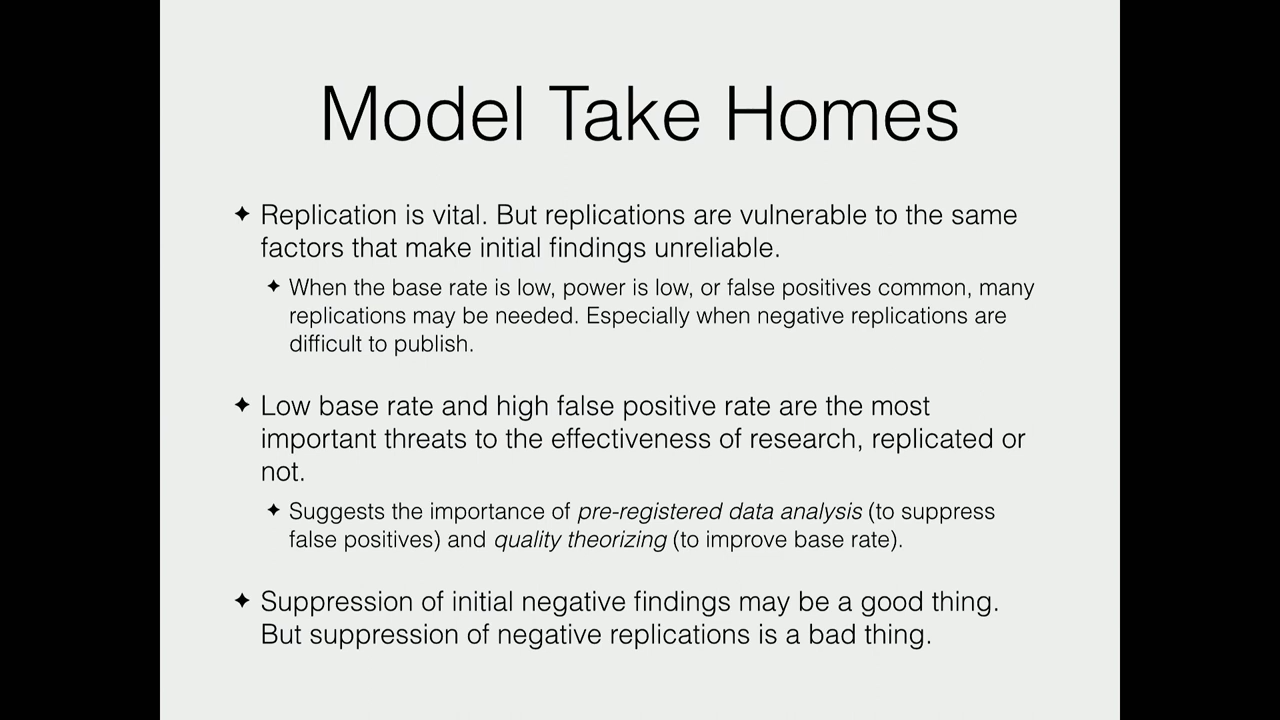 Model Take Homes
✦ Replication is vital. But replications are vulnerable to the same
factors that make initial findings unreliable.
✦ When the base rate is low, power is low, or false positives common, many
replications may be needed. Especially when negative replications are
difficult to publish.
✦ Low base rate and high false positive rate are the most
important threats to the effectiveness of research, replicated or
not.
✦ Suggests the importance of pre-registered data analysis (to suppress
false positives) and quality theorizing (to improve base rate).
✦ Suppression of initial negative findings may be a good thing.
But suppression of negative replications is a bad thing.